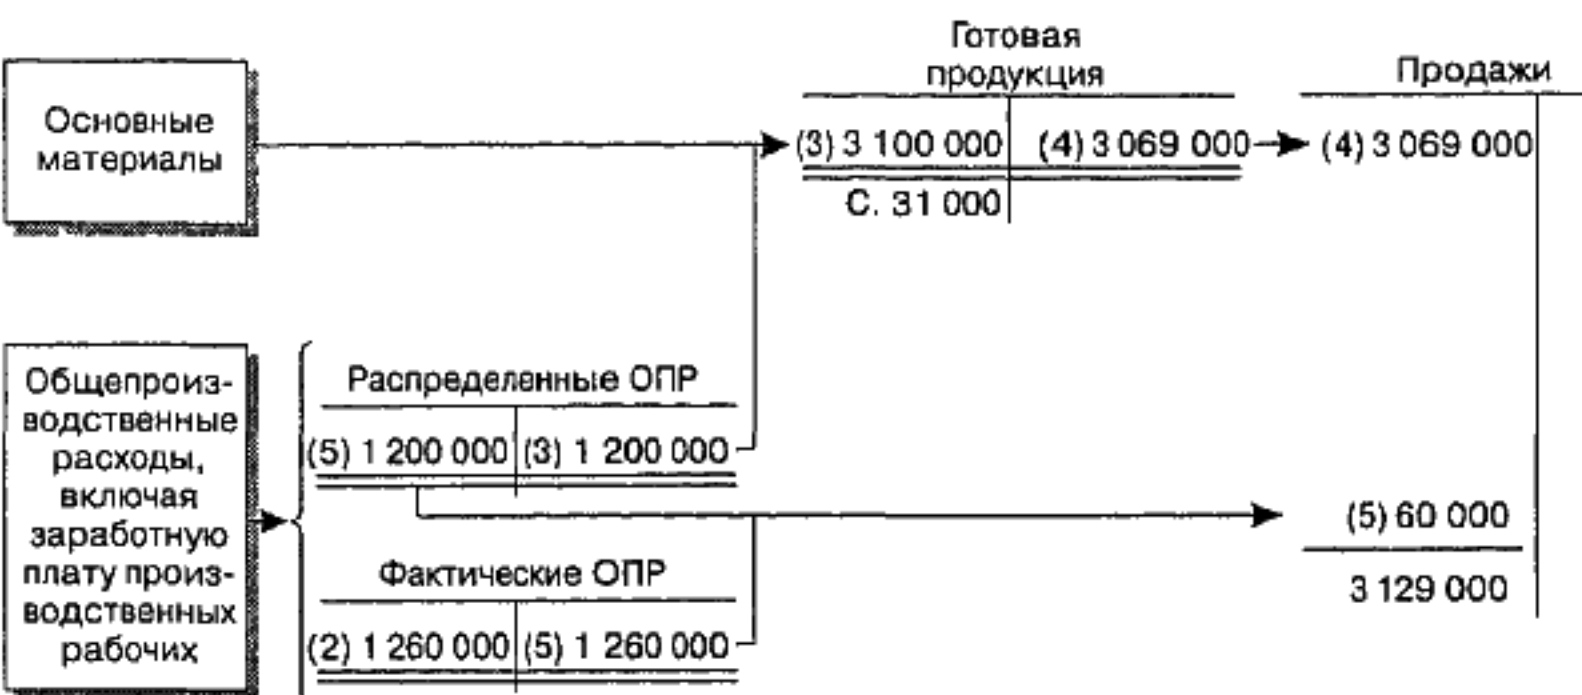 Готовая
продукция
Продажи
Основные
материалы
(3) 3 100 000
(4) 3 069 000
(4) 3 069 000
С. 31 000
Общепроиз-
водственные
расходы,
включая
заработную
плату произ-
водственных
рабочих
Распределенные ОПР
(5) 1 200 000
(3) 1 200 000
(5) 60 000
3 129 000
Фактические ОПР
(2) 1 260 000
(5) 1 260 000